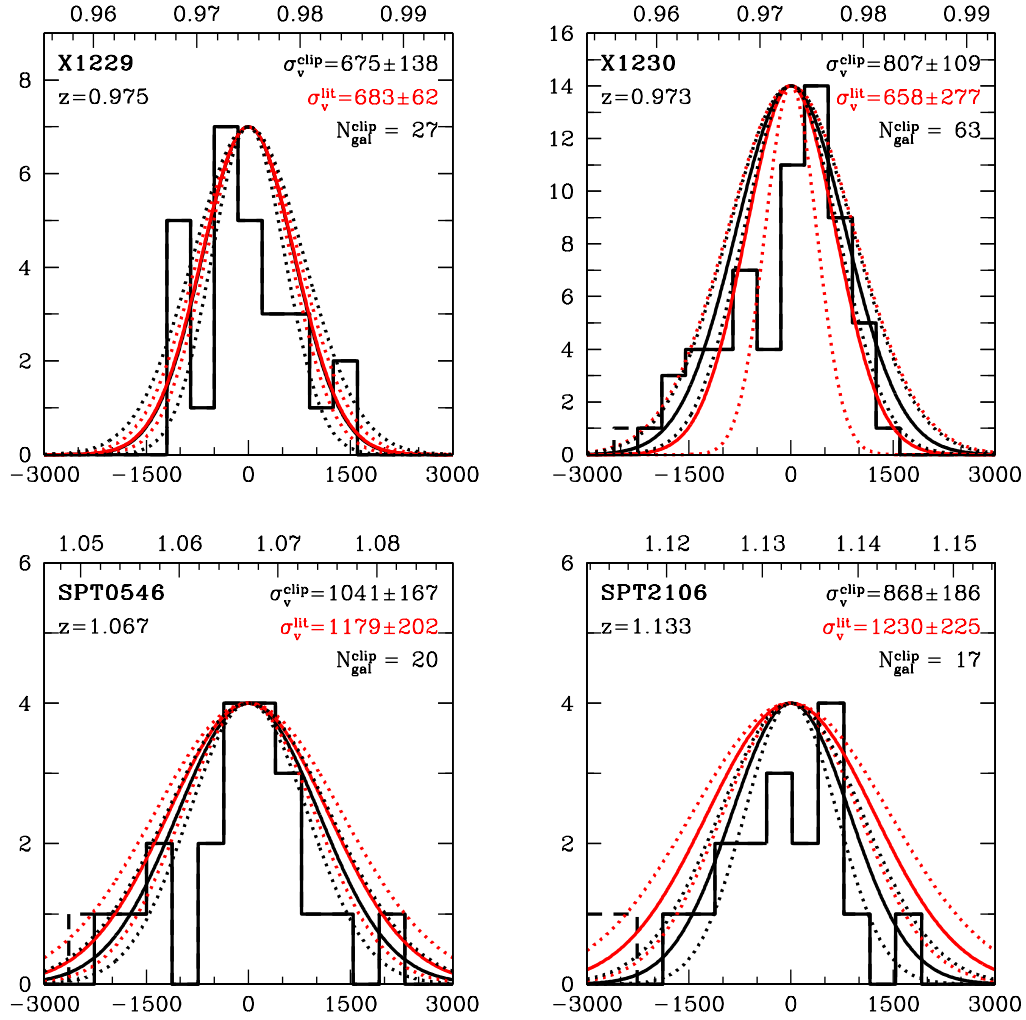 0.96 0.97 0.98 0.99
X1229 σ_v^clip=675±138
z=0.975 σ_v^lit=683±62
N_gal^clip = 27
8
6
4
2
0
−3000 −1500 0 1500 3000
0.96 0.97 0.98 0.99
X1230 σ_v^clip=807±109
z=0.973 σ_v^lit=658±277
N_gal^clip = 63
16
14
12
10
8
6
4
2
0
−3000 −1500 0 1500 3000
1.05 1.06 1.07 1.08
SPT0546 σ_v^clip=1041±167
z=1.067 σ_v^lit=1179±202
N_gal^clip = 20
6
4
2
0
−3000 −1500 0 1500 3000
1.12 1.13 1.14 1.15
SPT2106 σ_v^clip=868±186
z=1.133 σ_v^lit=1230±225
N_gal^clip = 17
6
4
2
0
−3000 −1500 0 1500 3000